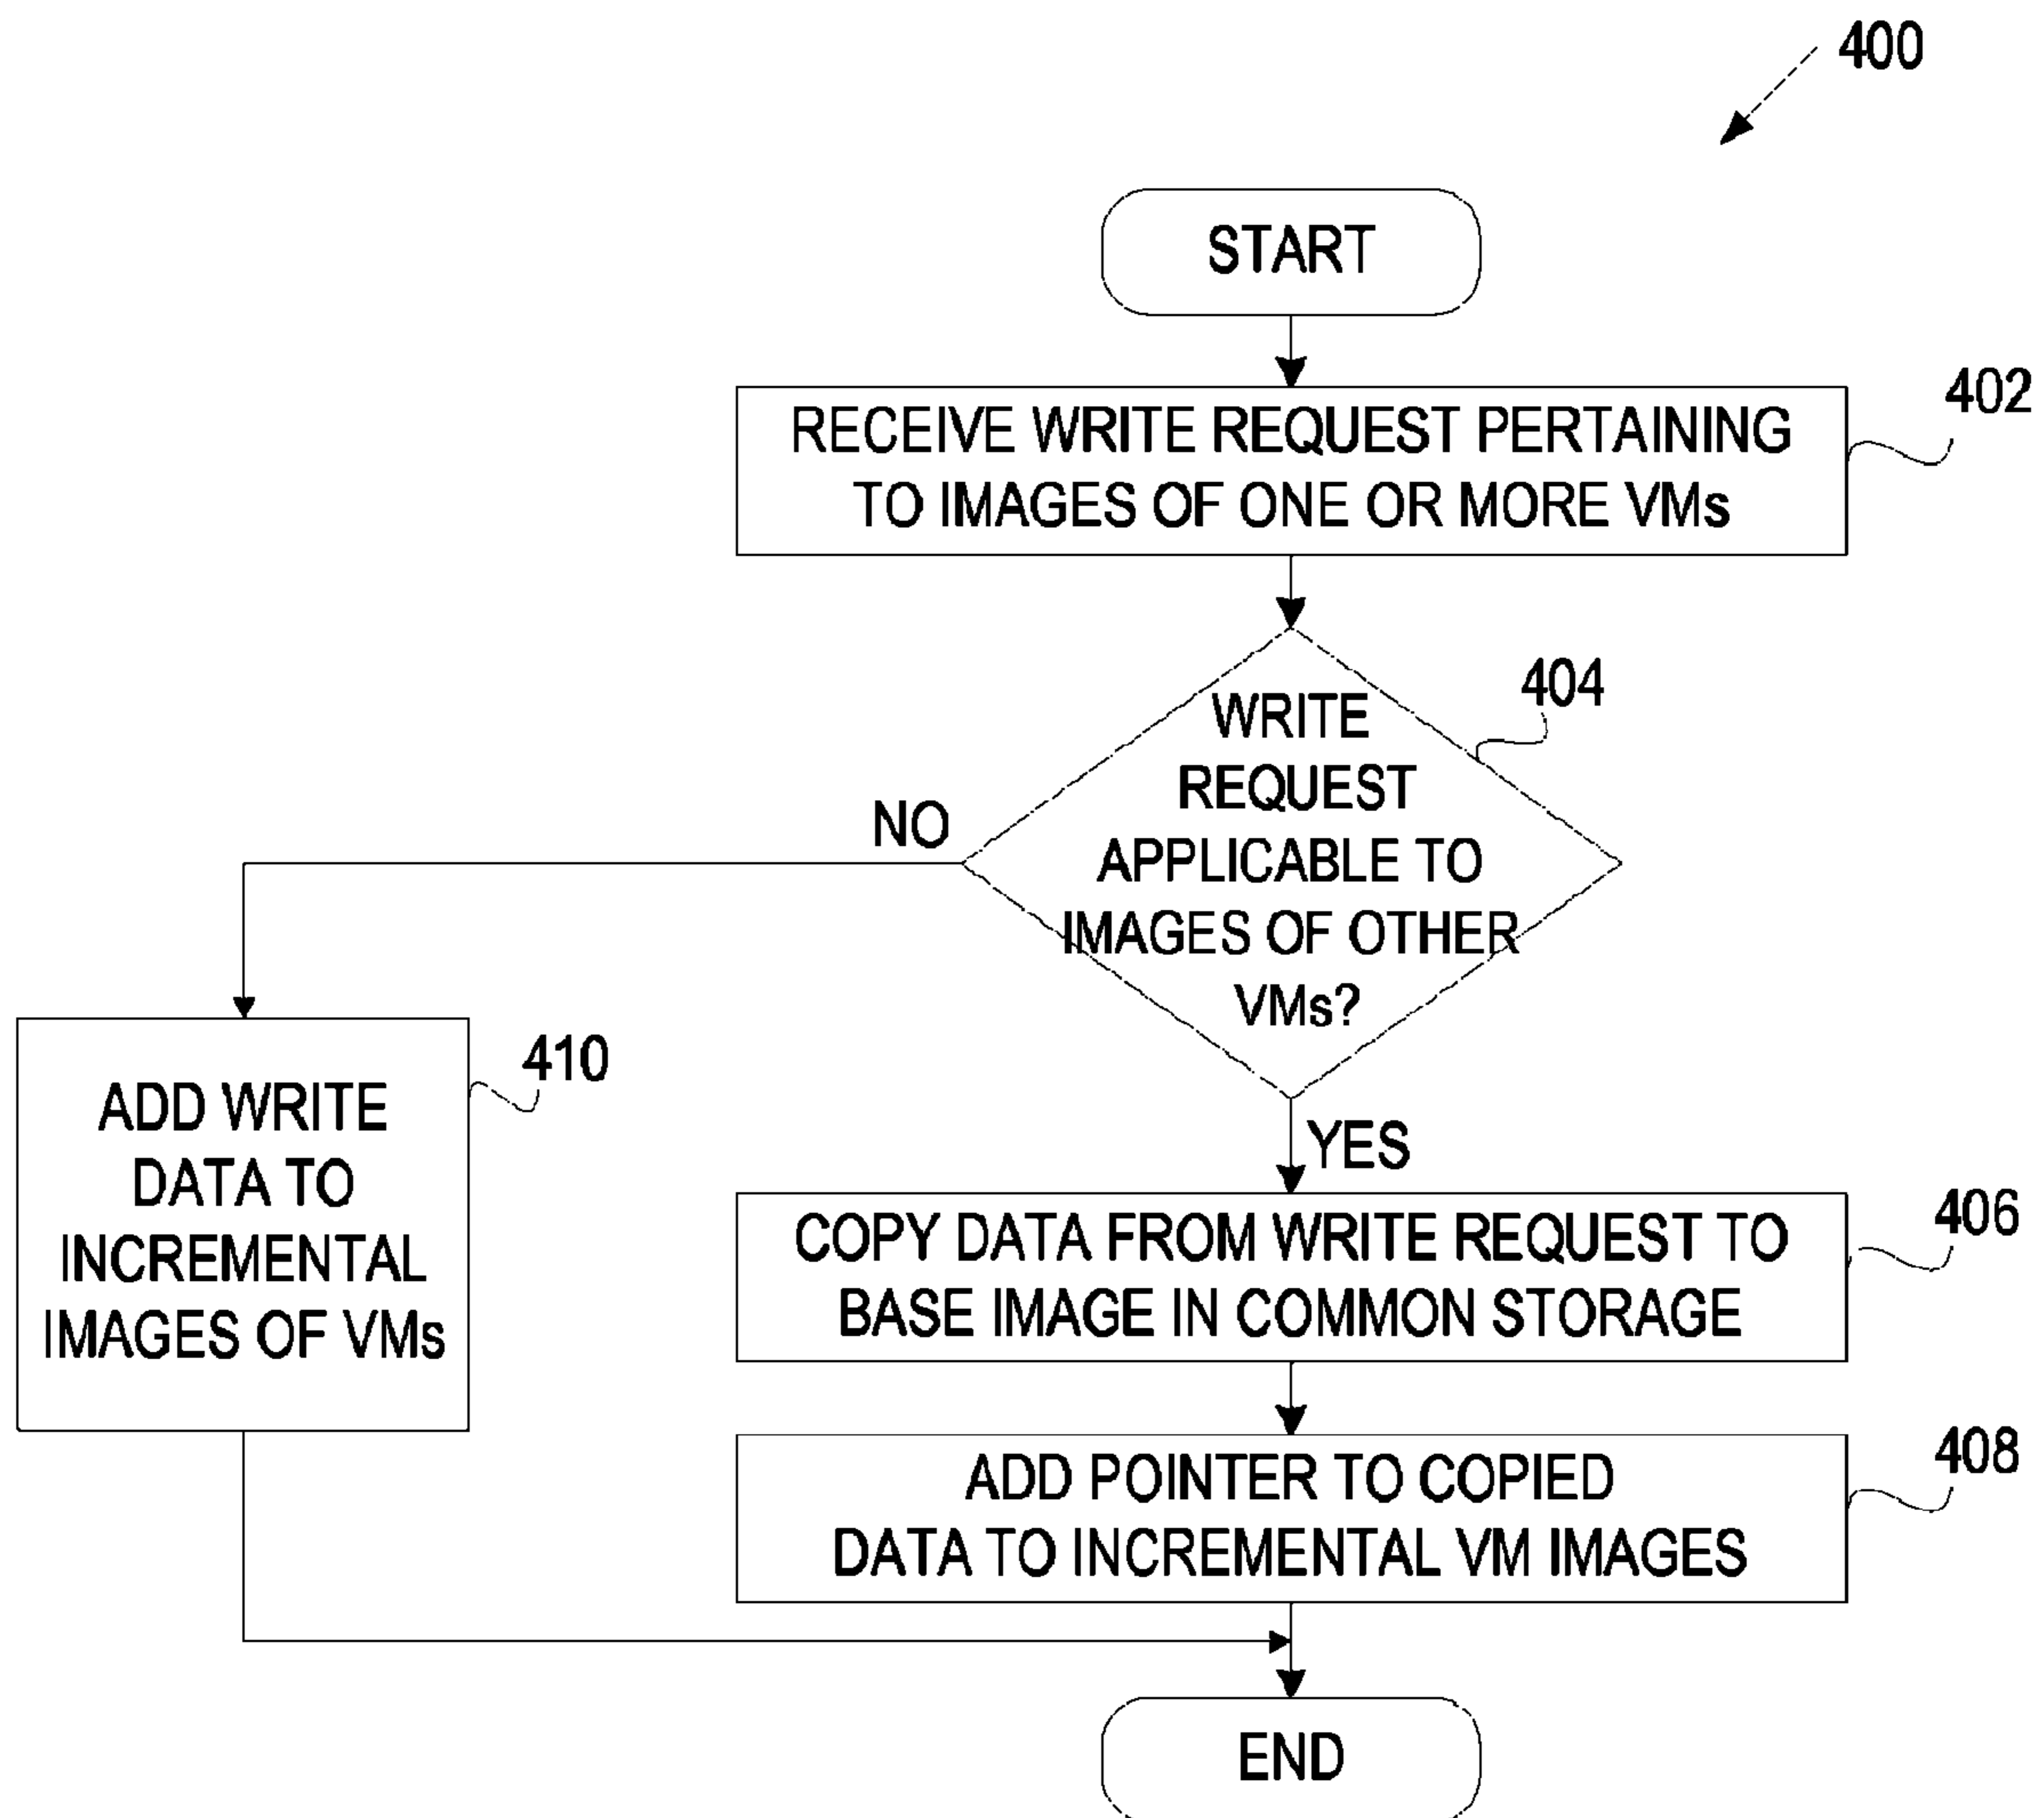 400
START
RECEIVE WRITE REQUEST PERTAINING
TO IMAGES OF ONE OR MORE VMs
402
WRITE
REQUEST
APPLICABLE TO
IMAGES OF OTHER
VMs?
404
NO
YES
ADD WRITE
DATA TO
INCREMENTAL
IMAGES OF VMs
410
COPY DATA FROM WRITE REQUEST TO
BASE IMAGE IN COMMON STORAGE
406
ADD POINTER TO COPIED
DATA TO INCREMENTAL VM IMAGES
408
END